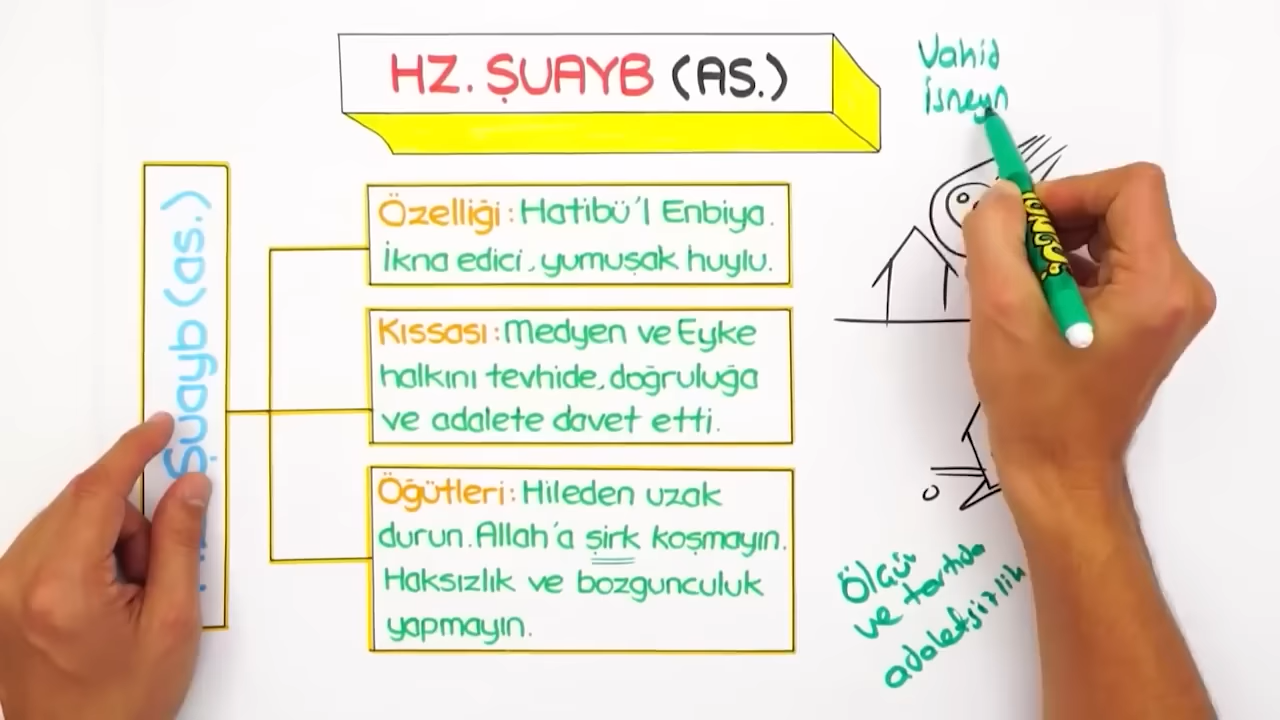 HZ. ŞUAYB (AS.)
Vahid
İsneyn
Şuayb (as.)
Özelliği: Hatibü'l Enbiya.
İkna edici, yumuşak huylu.
Kıssası: Medyen ve Eyke
halkını tevhide, doğruluğa
ve adalete davet etti.
Öğütleri: Hileden uzak
durun. Allah'a şirk koşmayın.
Haksızlık ve bozgunculuk
yapmayın.
Ölçü
ve tartıda
adaletsizlik